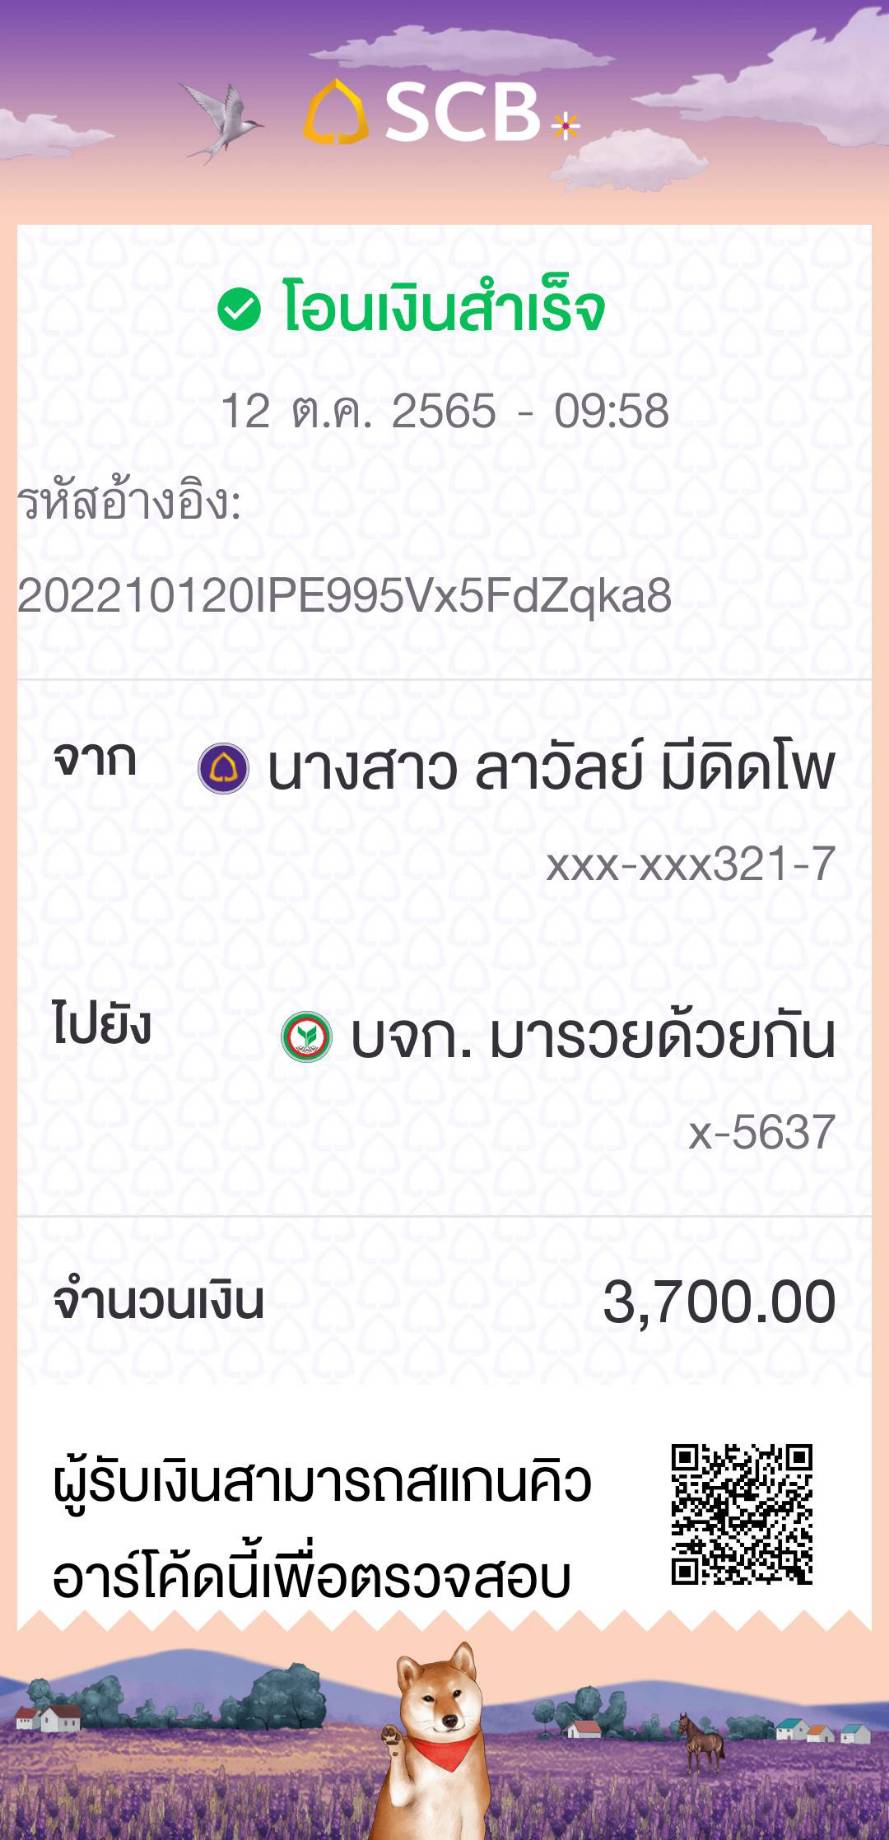 SCB
โอนเงินสำเร็จ
12 ต.ค. 2565 - 09:58
รหัสอ้างอิง:
202210120IPE995Vx5FdZqka8
จาก นางสาว ลาวัลย์ มีดิดโพ
xxx-xxx321-7
ไปยัง บจก. มารวยด้วยกัน
x-5637
จำนวนเงิน 3,700.00
ผู้รับเงินสามารถสแกนคิว
อาร์โค้ดนี้เพื่อตรวจสอบ